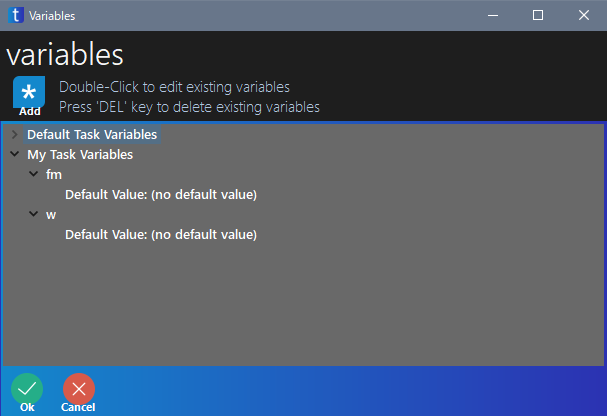 t Variables
variables
* Add
Double-Click to edit existing variables
Press 'DEL' key to delete existing variables
Default Task Variables
My Task Variables
fm
Default Value: (no default value)
w
Default Value: (no default value)
Ok
Cancel